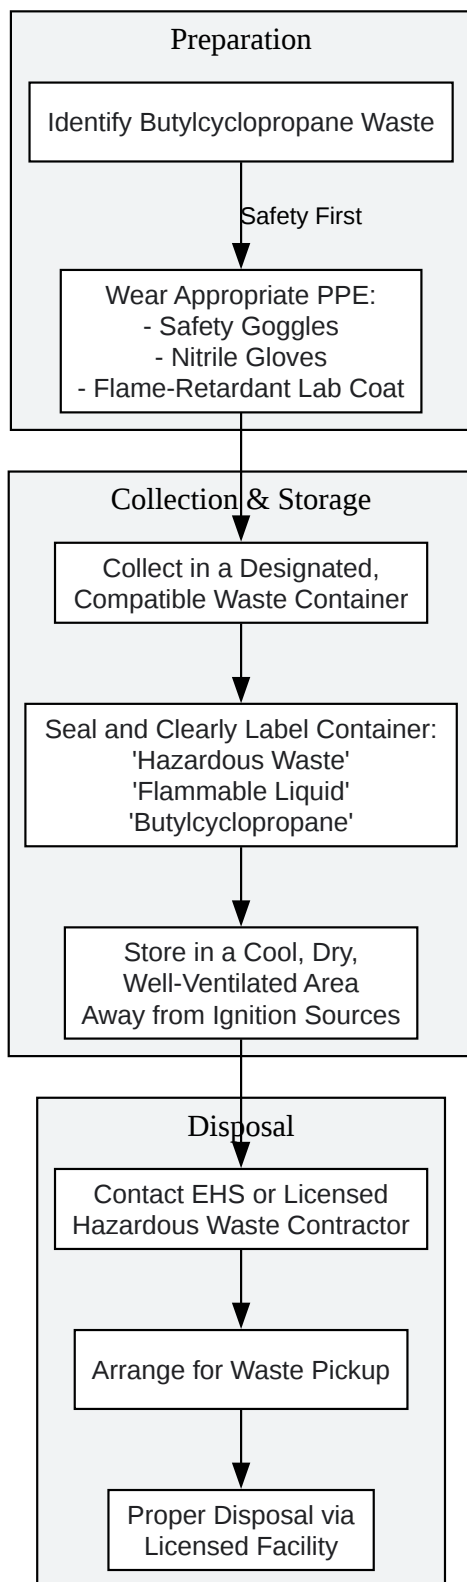 Preparation
Identify Butylcyclopropane Waste
Safety First
Wear Appropriate PPE:
- Safety Goggles
- Nitrile Gloves
- Flame-Retardant Lab Coat
Collection & Storage
Collect in a Designated,
Compatible Waste Container
Seal and Clearly Label Container:
'Hazardous Waste'
'Flammable Liquid'
'Butylcyclopropane'
Store in a Cool, Dry,
Well-Ventilated Area
Away from Ignition Sources
Disposal
Contact EHS or Licensed
Hazardous Waste Contractor
Arrange for Waste Pickup
Proper Disposal via
Licensed Facility